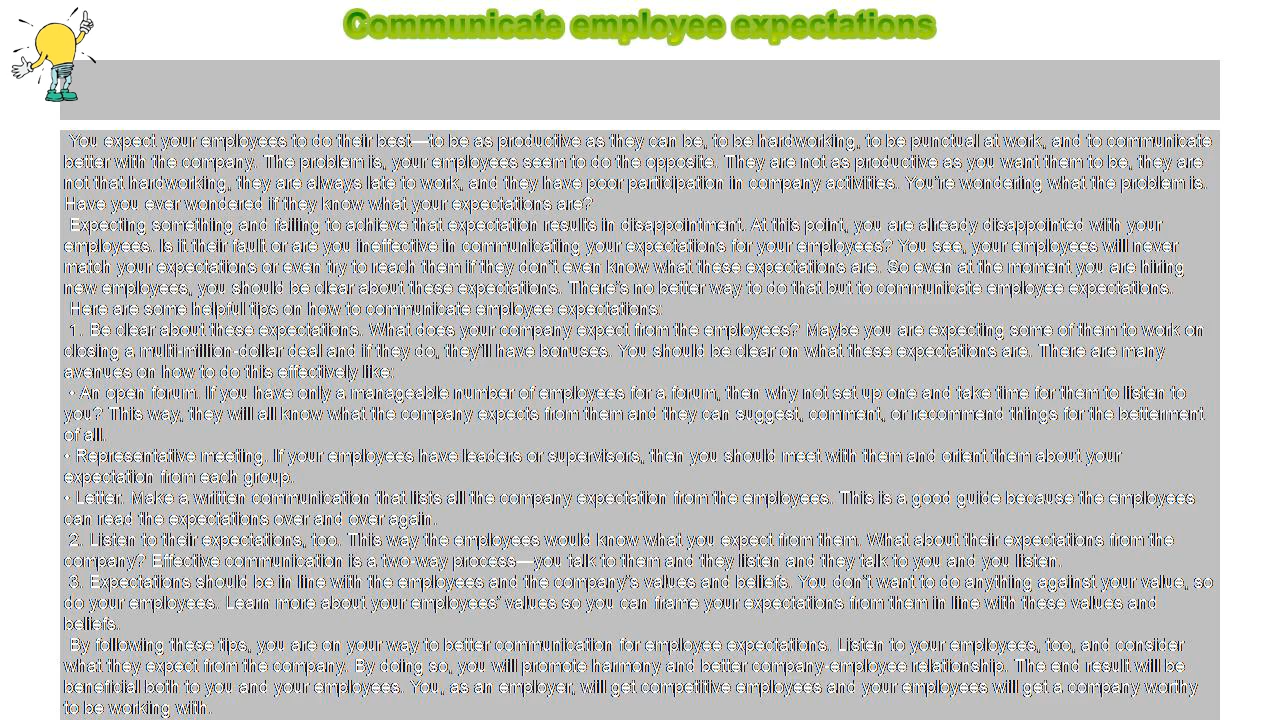 Communicate employee expectations
You expect your employees to do their best—to be as productive as they can be, to be hardworking, to be punctual at work, and to communicate
better with the company. The problem is, your employees seem to do the opposite. They are not as productive as you want them to be, they are
not that hardworking, they are always late to work, and they have poor participation in company activities. You're wondering what the problem is.
Have you ever wondered if they know what your expectations are?
Expecting something and failing to achieve that expectation results in disappointment. At this point, you are already disappointed with your
employees. Is it their fault or are you ineffective in communicating your expectations for your employees? You see, your employees will never
match your expectations or even try to reach them if they don't even know what these expectations are. So even at the moment you are hiring
new employees, you should be clear about these expectations. There's no better way to do that but to communicate employee expectations.
Here are some helpful tips on how to communicate employee expectations:
1. Be clear about these expectations. What does your company expect from the employees? Maybe you are expecting some of them to work on
closing a multi-million-dollar deal and if they do, they'll have bonuses. You should be clear on what these expectations are. There are many
avenues on how to do this effectively like:
• An open forum. If you have only a manageable number of employees for a forum, then why not set up one and take time for them to listen to
you? This way, they will all know what the company expects from them and they can suggest, comment, or recommend things for the betterment
of all.
• Representative meeting. If your employees have leaders or supervisors, then you should meet with them and orient them about your
expectation from each group.
• Letter. Make a written communication that lists all the company expectation from the employees. This is a good guide because the employees
can read the expectations over and over again.
2. Listen to their expectations, too. This way the employees would know what you expect from them. What about their expectations from the
company? Effective communication is a two-way process—you talk to them and they listen and they talk to you and you listen.
3. Expectations should be in line with the employees and the company's values and beliefs. You don't want to do anything against your value, so
do your employees. Learn more about your employees' values so you can frame your expectations from them in line with these values and
beliefs.
By following these tips, you are on your way to better communication for employee expectations. Listen to your employees, too, and consider
what they expect from the company. By doing so, you will promote harmony and better company-employee relationship. The end result will be
beneficial both to you and your employees. You, as an employer, will get competitive employees and your employees will get a company worthy
to be working with.